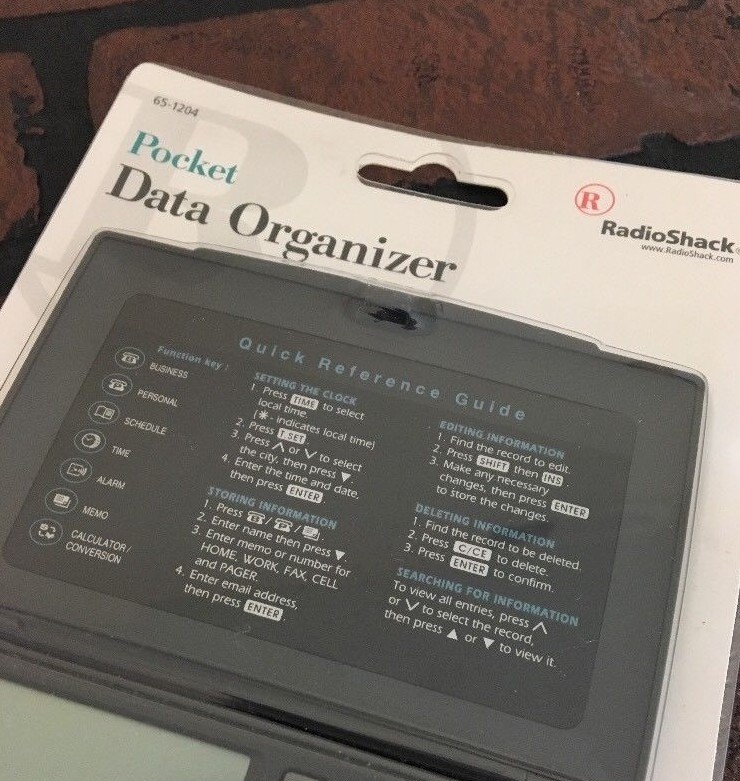 65-1204
Pocket
Data Organizer
R
RadioShack
www.RadioShack.com
Quick Reference Guide
Function key :
BUSINESS
PERSONAL
SCHEDULE
TIME
ALARM
MEMO
CALCULATOR/
CONVERSION
SETTING THE CLOCK
1. Press TIME to select
local time.
(✳ - indicates local time)
2. Press T.SET.
3. Press ∧ or ∨ to select
the city, then press ▼.
4. Enter the time and date,
then press ENTER
STORING INFORMATION
1. Press ☎/☎/.
2. Enter name then press ▼
3. Enter memo or number for
HOME, WORK, FAX, CELL
and PAGER.
4. Enter email address,
then press ENTER.
EDITING INFORMATION
1. Find the record to edit.
2. Press SHIFT then INS.
3. Make any necessary
changes, then press ENTER
to store the changes.
DELETING INFORMATION
1. Find the record to be deleted.
2. Press C/CE to delete.
3. Press ENTER to confirm.
SEARCHING FOR INFORMATION
To view all entries, press ∧
or ∨ to select the record,
then press ▲ or ▼ to view it.